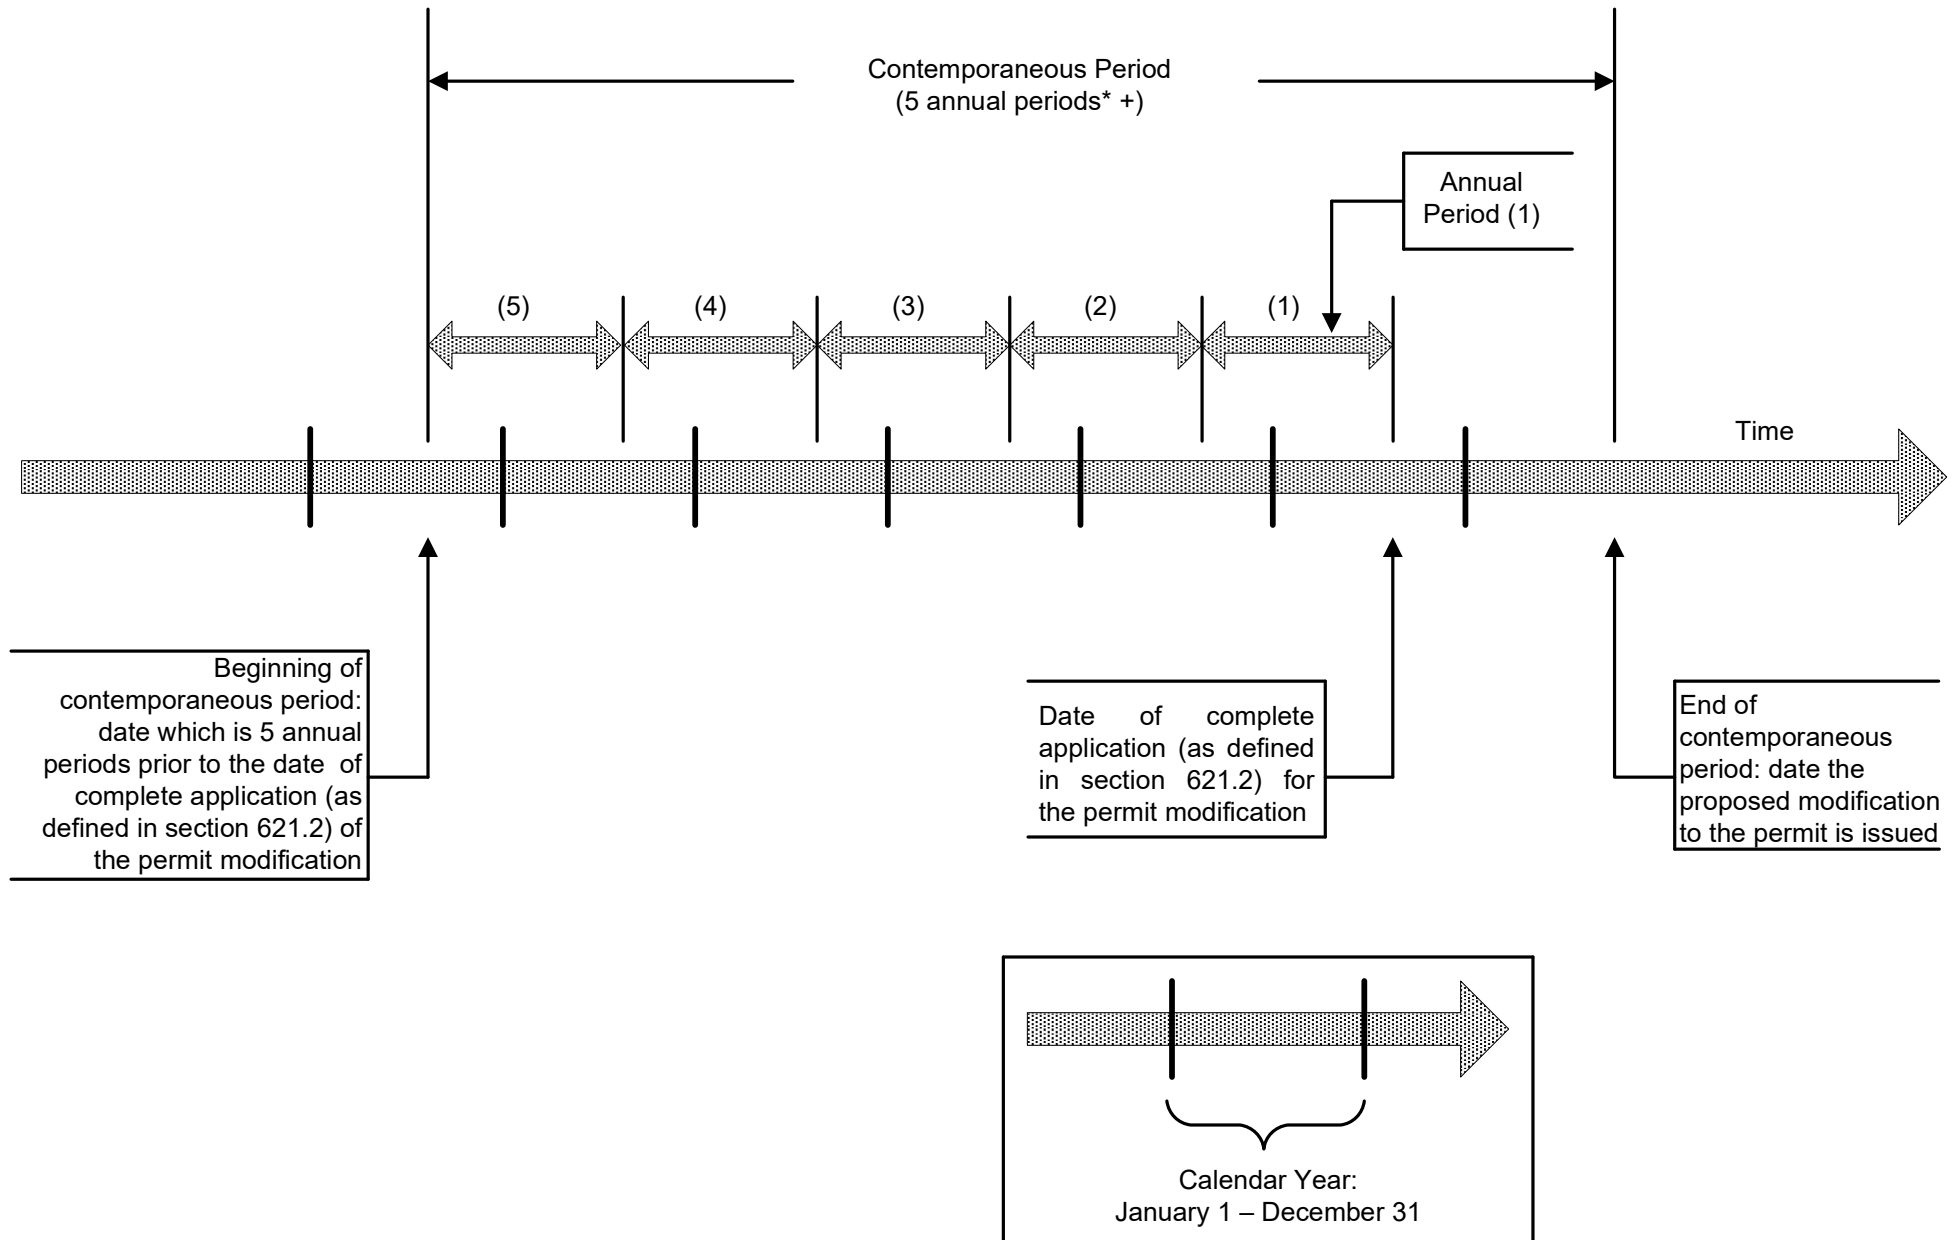 Contemporaneous Period
(5 annual periods* +)
Annual
Period (1)
(5)
(4)
(3)
(2)
(1)
Time
Beginning of
contemporaneous period:
date which is 5 annual
periods prior to the date of
complete application (as
defined in section 621.2) of
the permit modification
Date of complete
application (as defined
in section 621.2) for
the permit modification
End of
contemporaneous
period: date the
proposed modification
to the permit is issued
Calendar Year:
January 1 – December 31